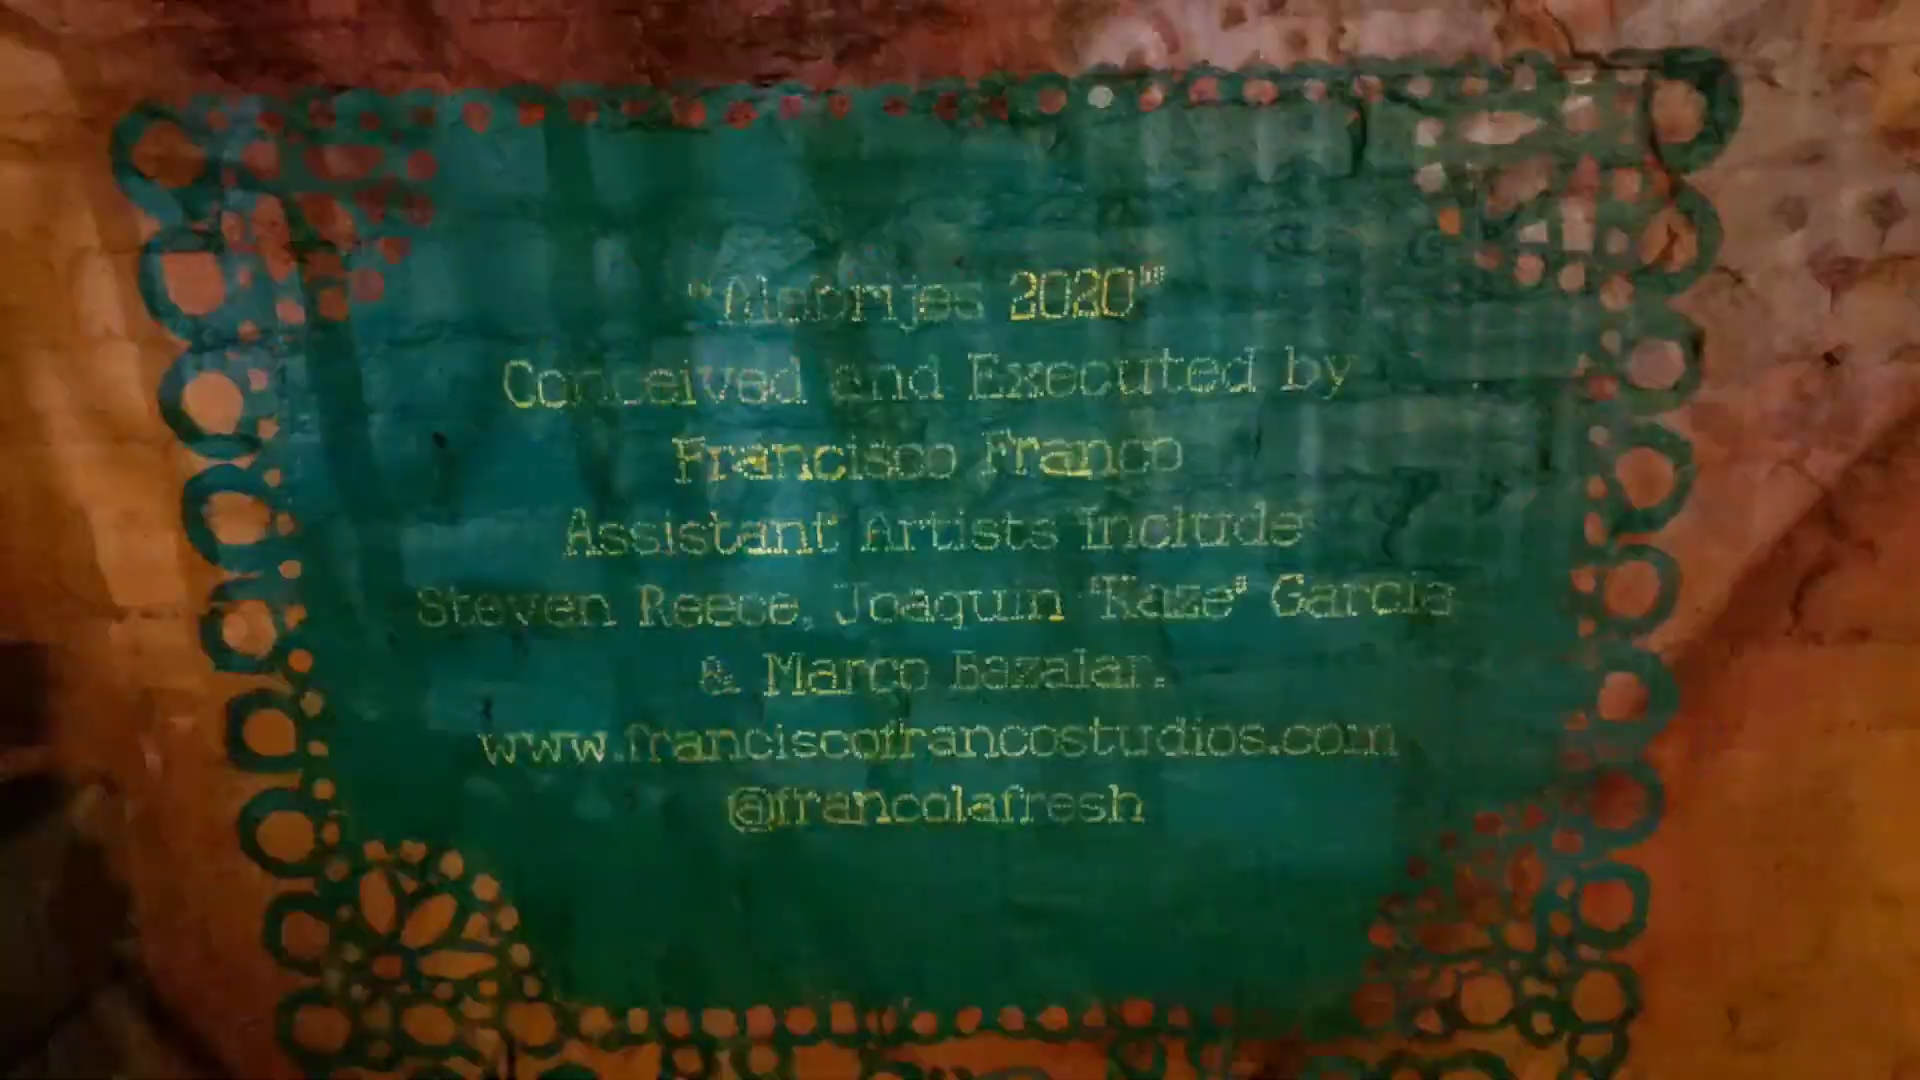 "Alebrijes 2020"
Conceived and Executed by
Francisco Franco
Assistant Artists Include
Steven Reece, Joaquin "Kaze" Garcia
& Marco Bazalar.
www.franciscofrancostudios.com
@francolafresh